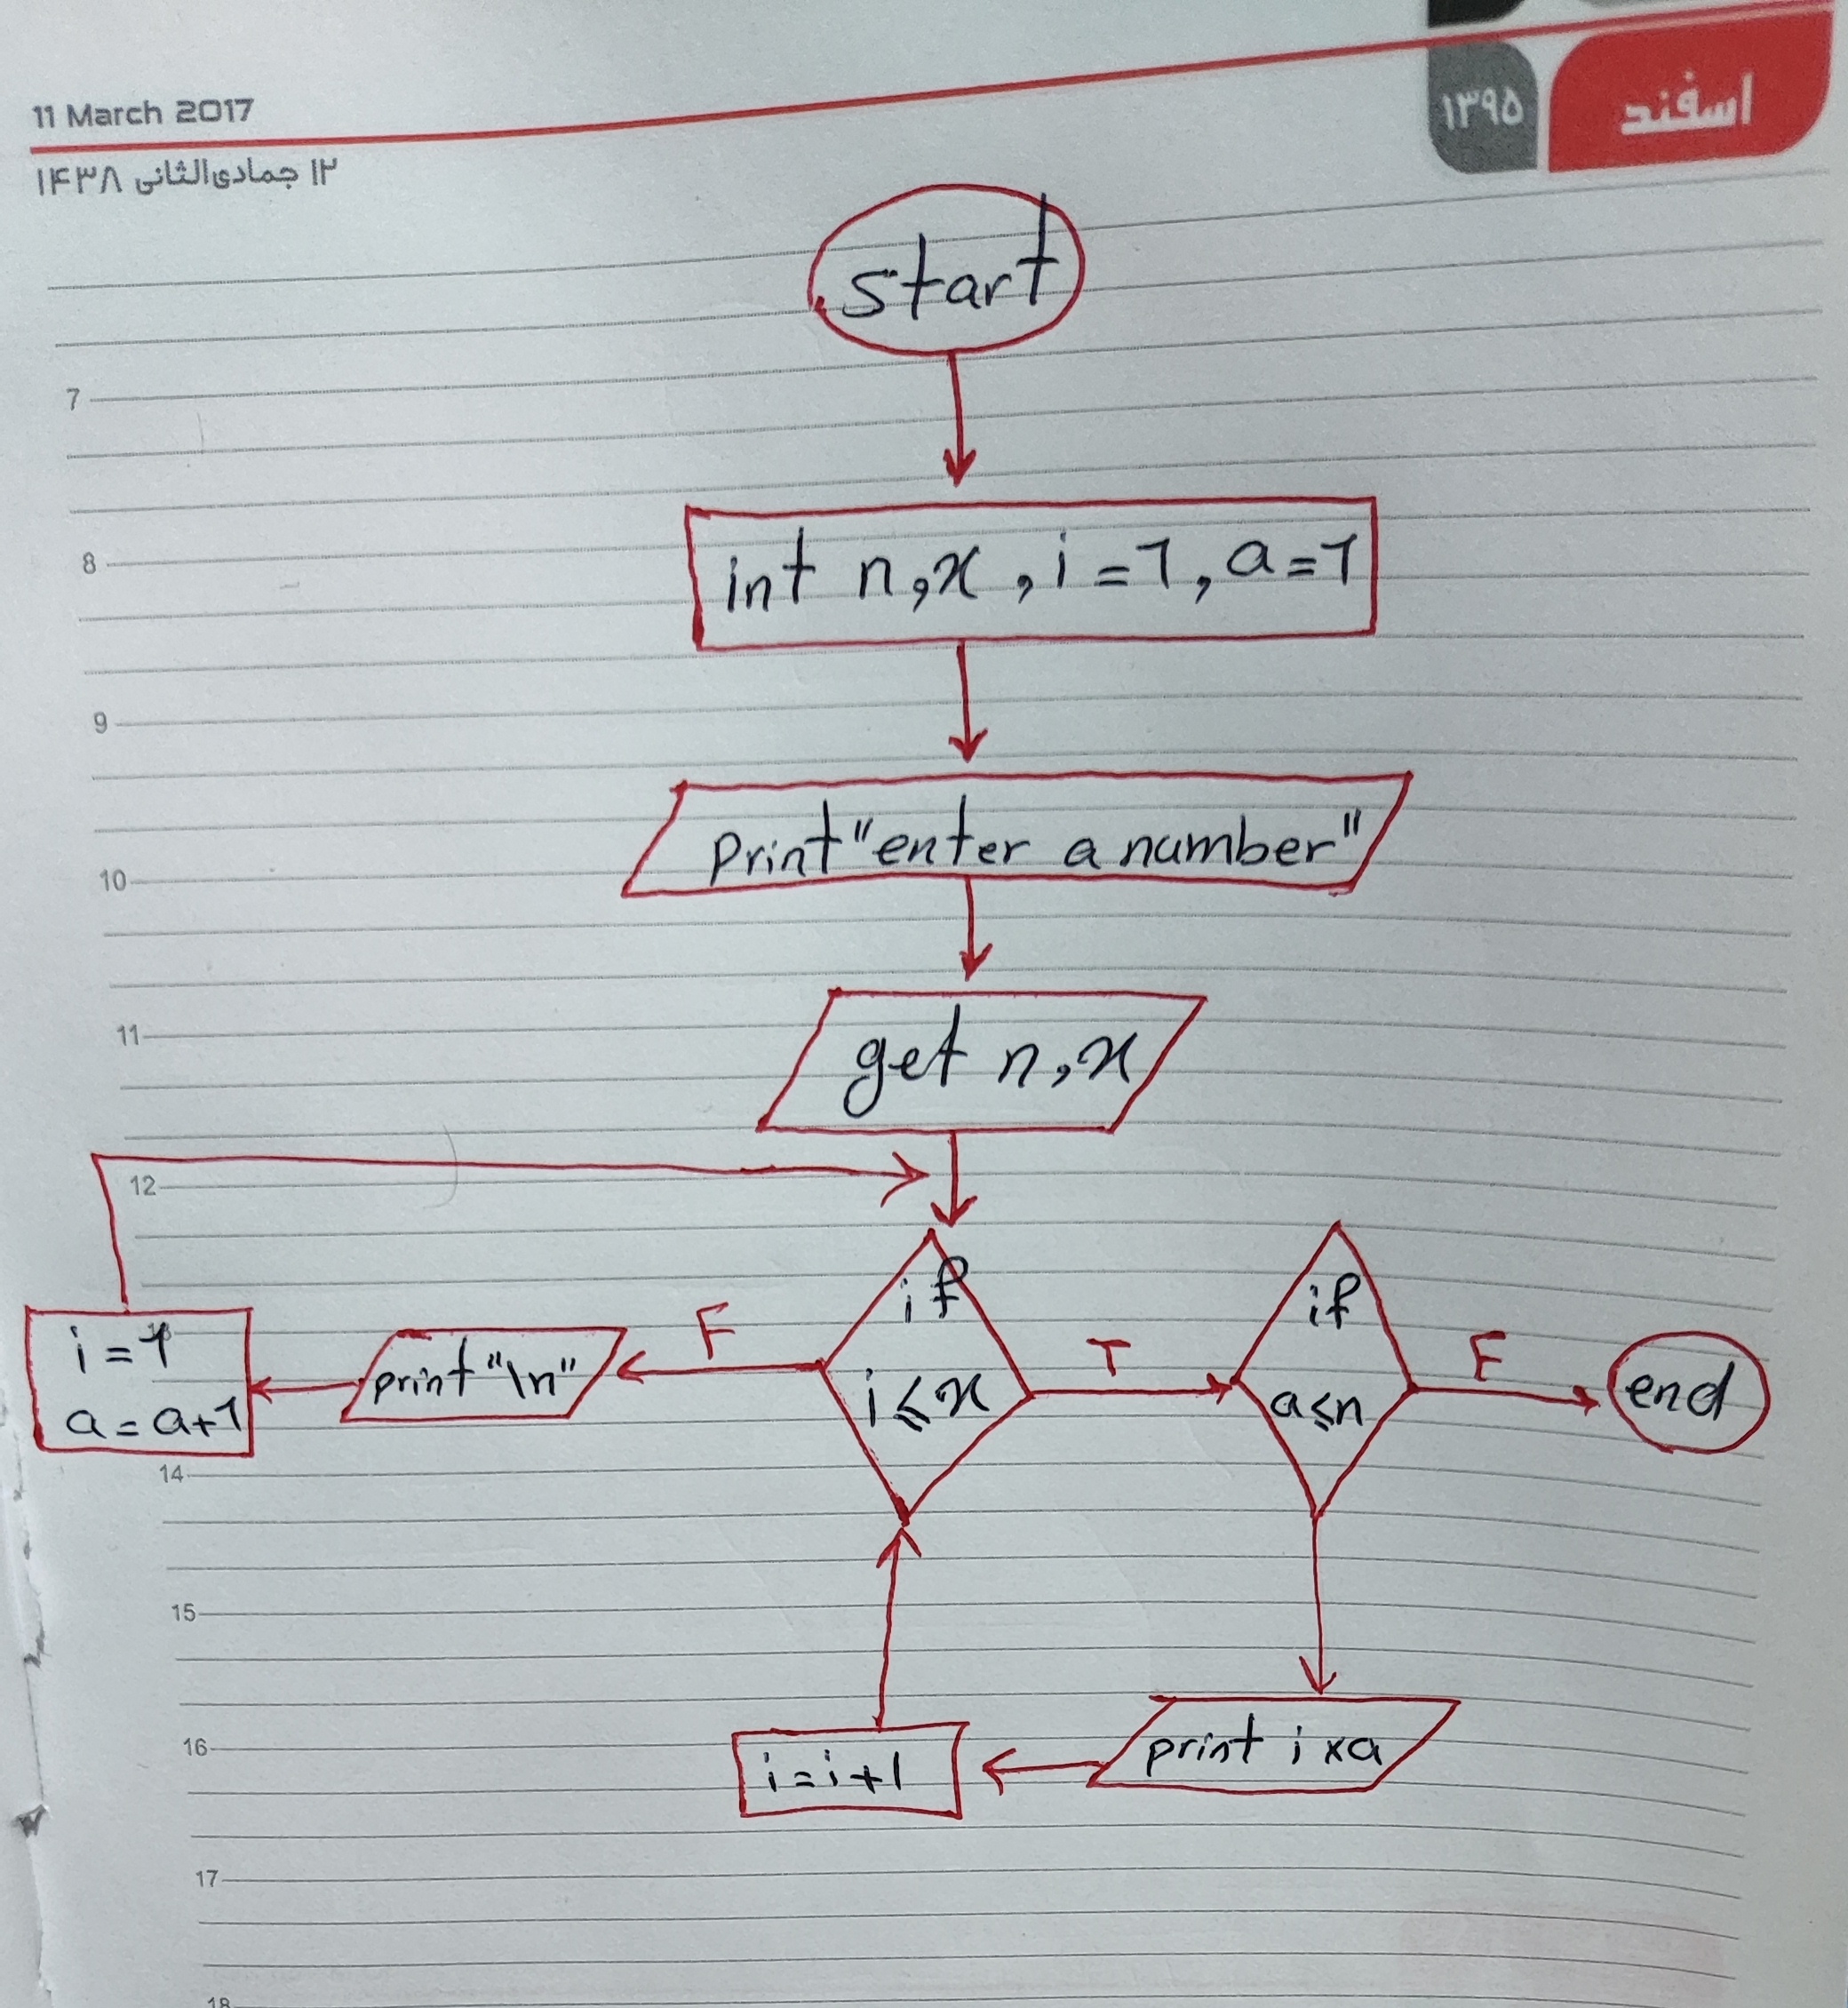 11 March 2017
۱۲ جمادی‌الثانی ۱۴۳۸
اسفند
۱۳۹۵
start
7
8
int n,x,i=1,a=1
9
print"enter a number"
10
get n,x
11
12
if
i≤x
F
T
if
a≤n
F
end
print"\n"
i=1
a=a+1
14
15
16
print i×a
i=i+1
17
18